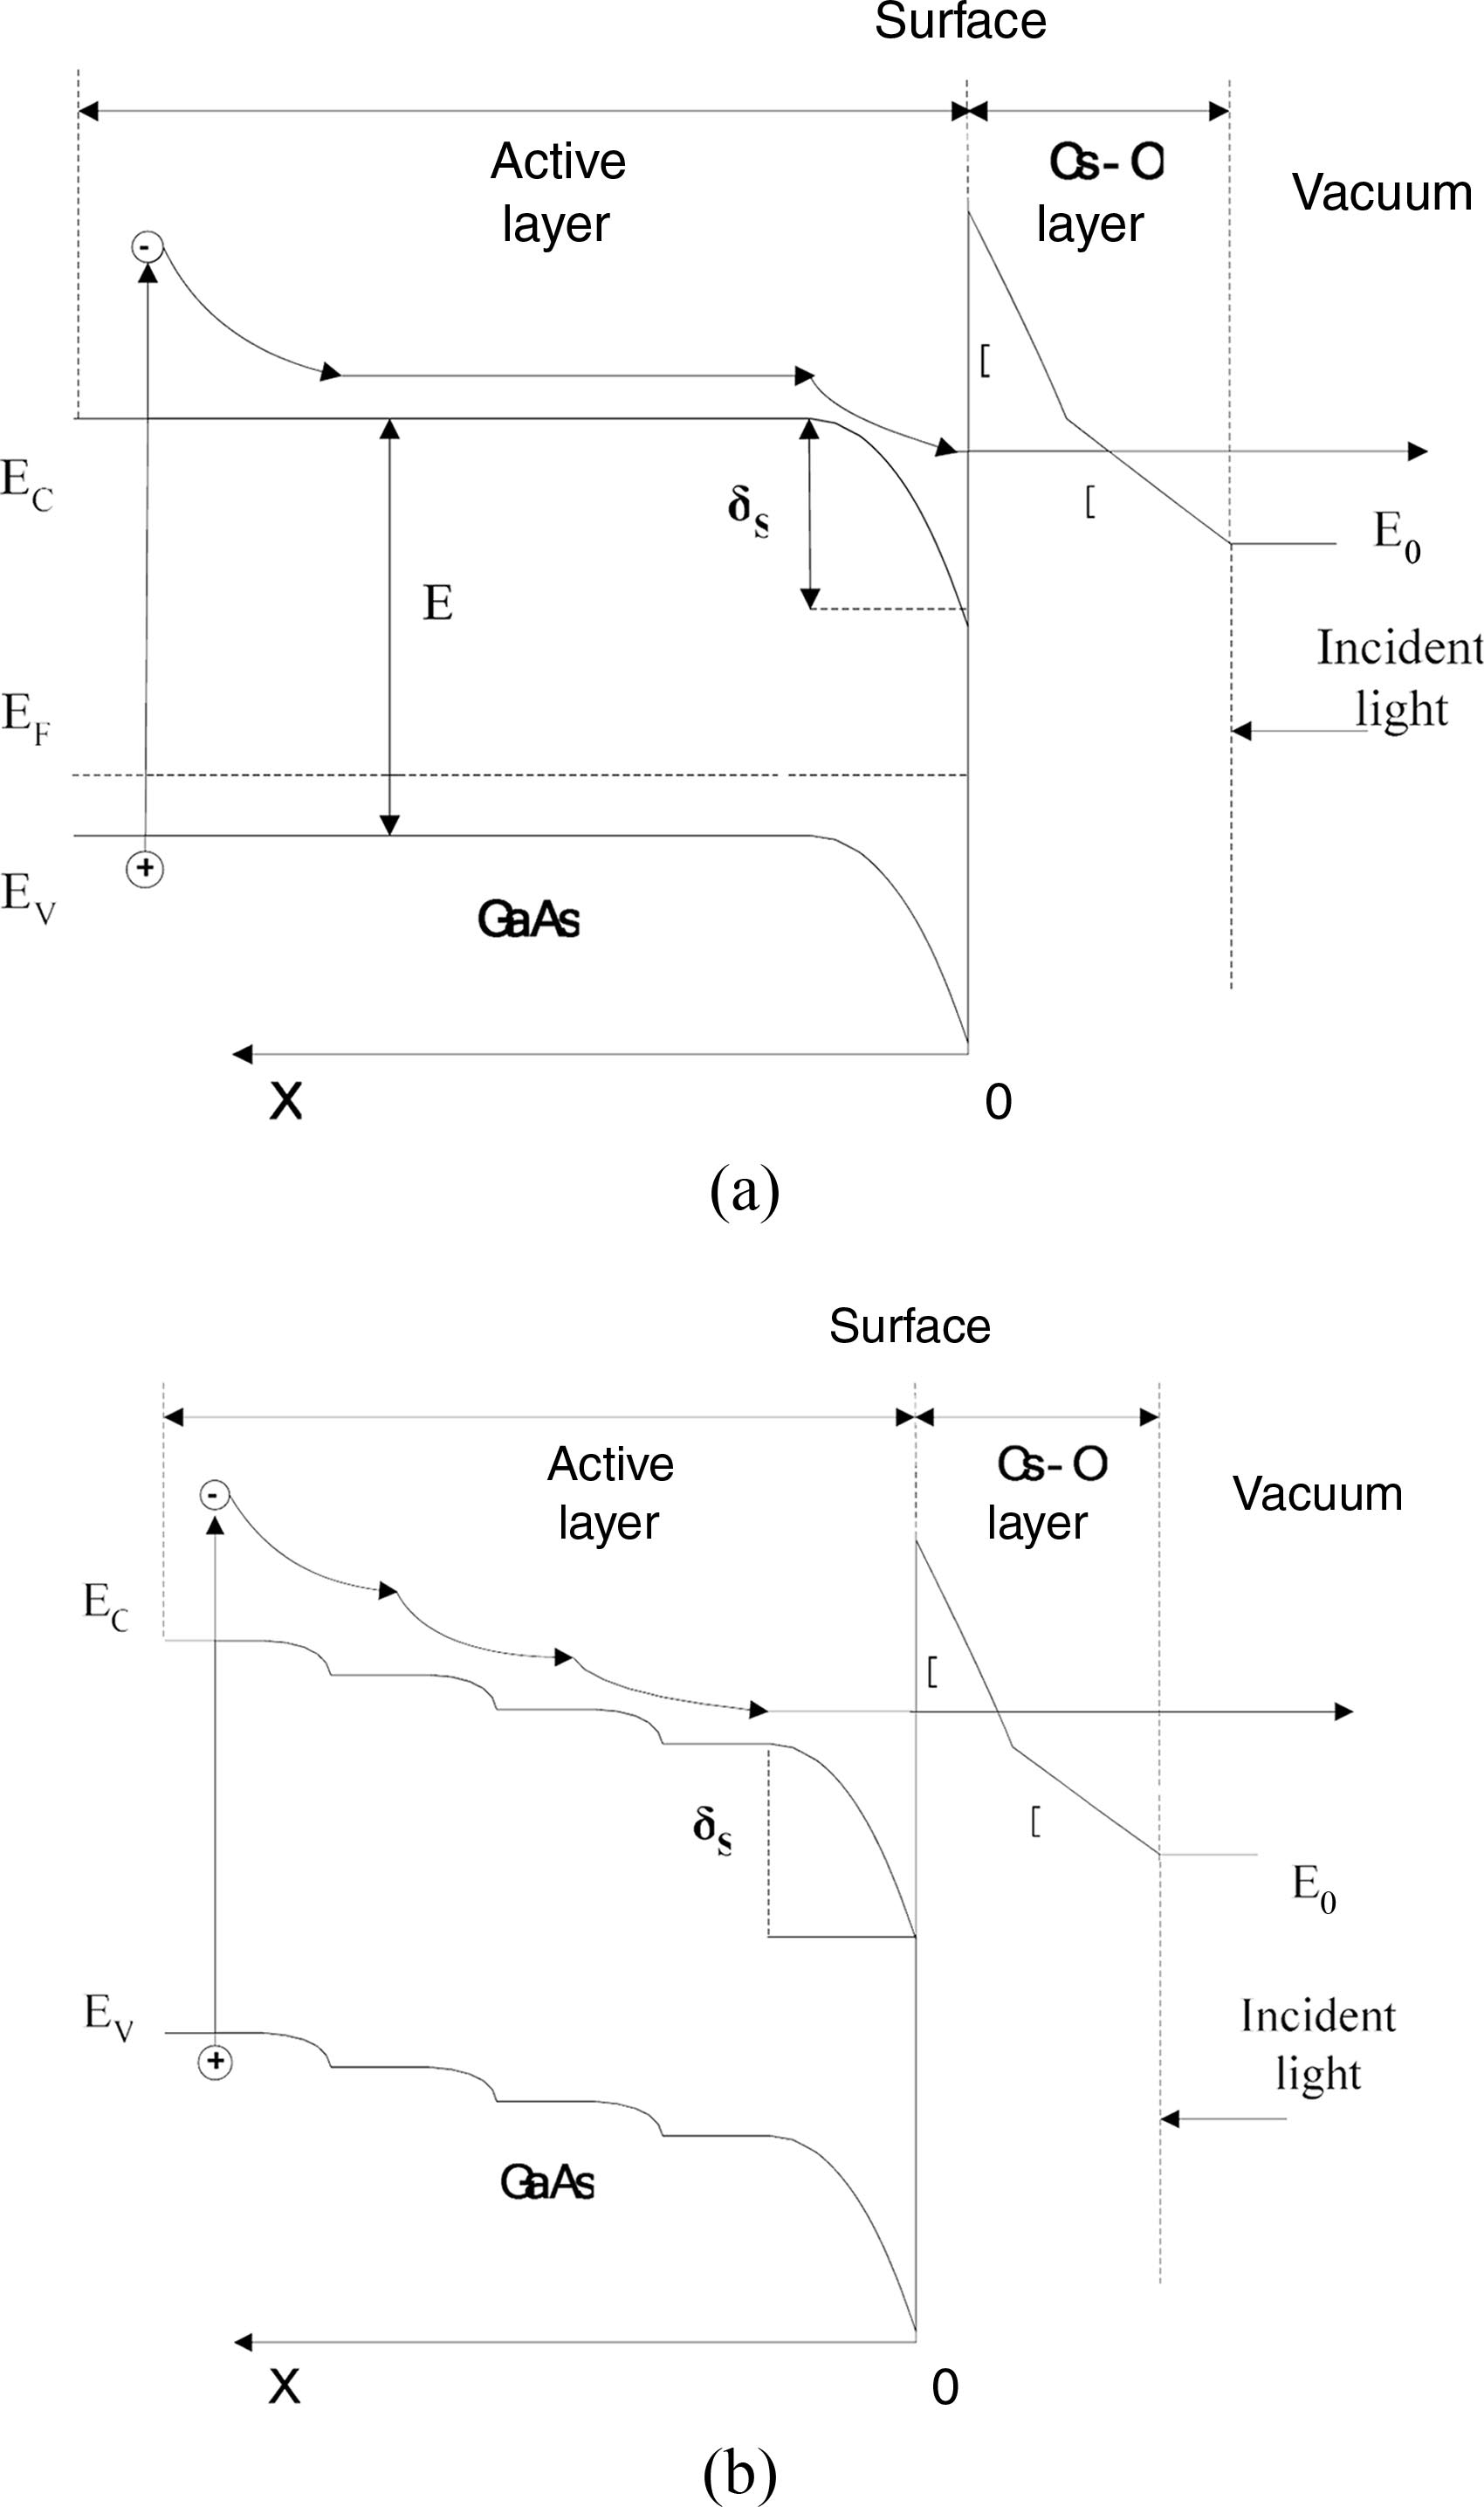 Surface
Active
layer
Cs-O
layer
Vacuum
-
[
E_C
δ_S
[
E_0
E
Incident
light
E_F
+
E_V
GaAs
X
0
(a)
Surface
Active
layer
Cs-O
layer
Vacuum
-
E_C
[
δ_S
[
E_0
E_V
Incident
light
+
GaAs
X
0
(b)